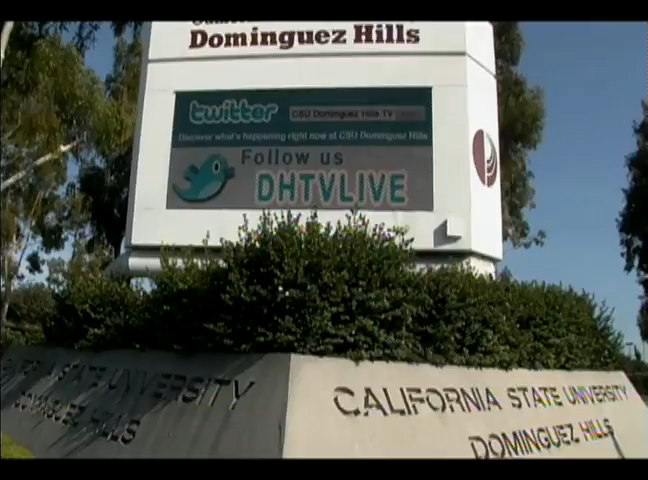 Dominguez Hills
twitter
CSU Dominguez Hills TV
Discover what's happening right now at CSU Dominguez Hills
Follow us
DHTVLIVE
STATE UNIVERSITY
DOMINGUEZ HILLS
CALIFORNIA STATE UNIVERSITY
DOMINGUEZ HILLS